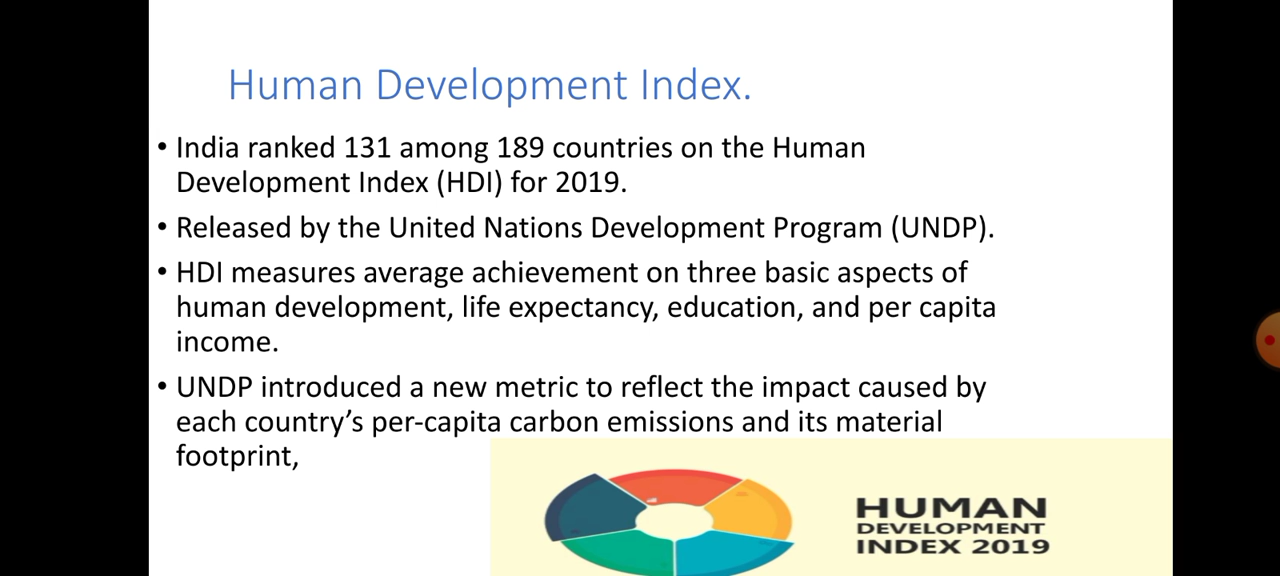 Human Development Index.
• India ranked 131 among 189 countries on the Human
Development Index (HDI) for 2019.
• Released by the United Nations Development Program (UNDP).
• HDI measures average achievement on three basic aspects of
human development, life expectancy, education, and per capita
income.
• UNDP introduced a new metric to reflect the impact caused by
each country’s per-capita carbon emissions and its material
footprint,
HUMAN
DEVELOPMENT
INDEX 2019